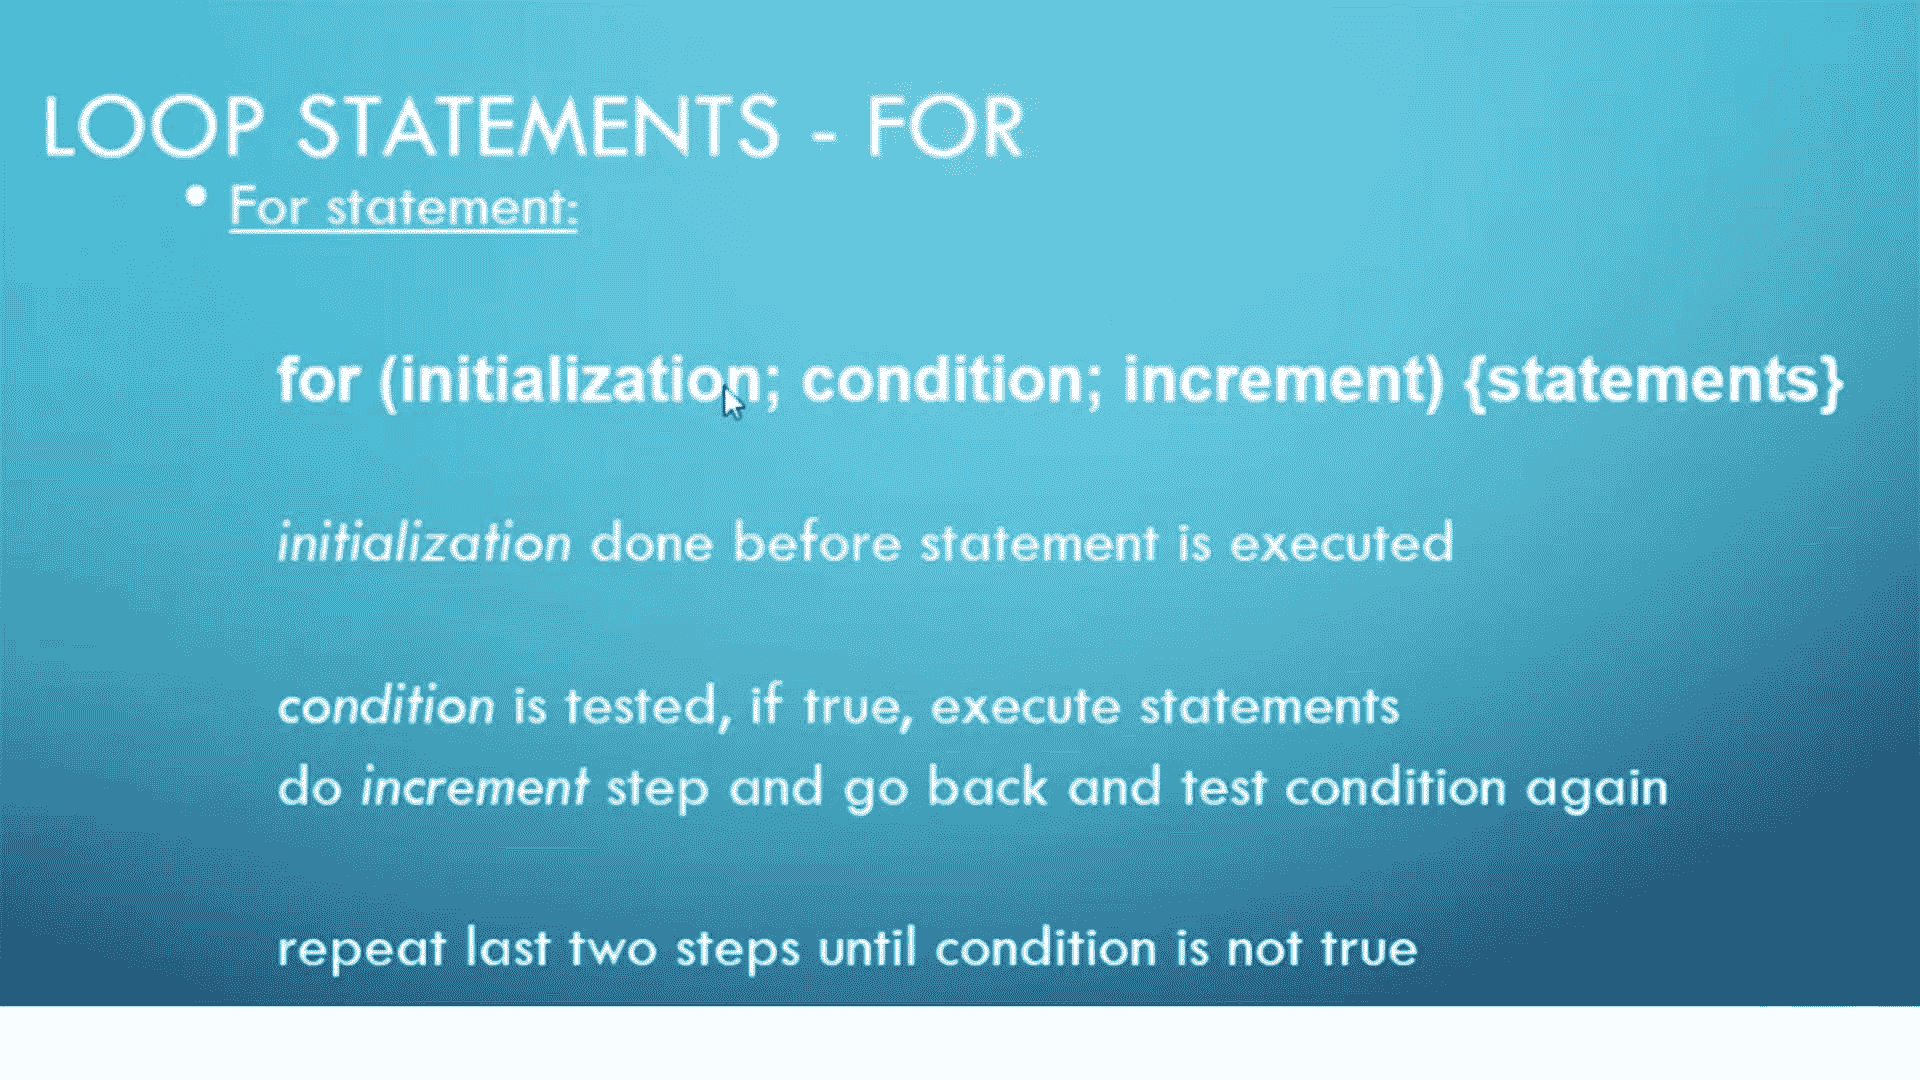 LOOP STATEMENTS - FOR
• For statement:
for (initialization; condition; increment) {statements}
initialization done before statement is executed
condition is tested, if true, execute statements
do increment step and go back and test condition again
repeat last two steps until condition is not true